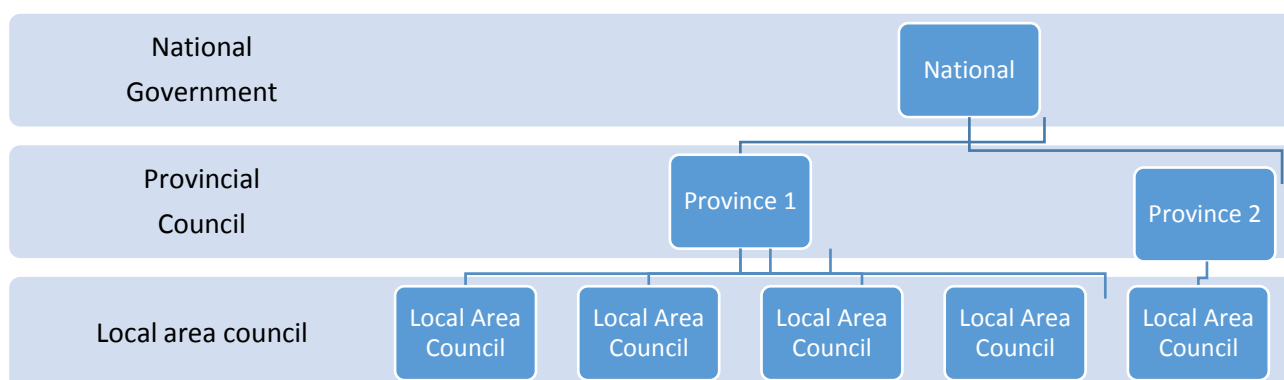 National
Government
National
Provincial
Council
Province 1
Province 2
Local area council
Local Area
Council
Local Area
Council
Local Area
Council
Local Area
Council
Local Area
Council